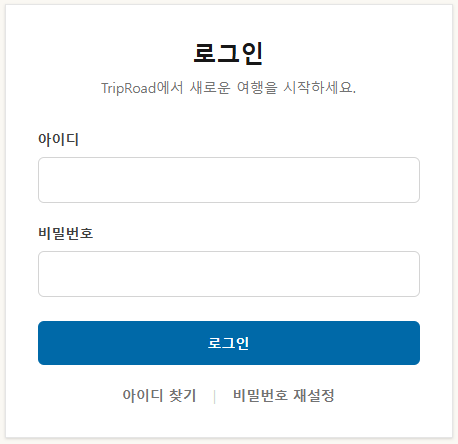 로그인
TripRoad에서 새로운 여행을 시작하세요.
아이디
비밀번호
로그인
아이디 찾기 | 비밀번호 재설정